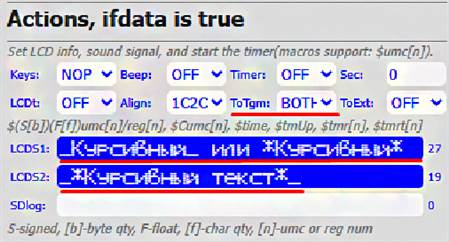 Actions, ifdata is true
Set LCD info, sound signal, and start the timer(macros support: $umc[n]).
Keys: NOP Beep: OFF Timer: OFF Sec: 0
LCDt: OFF Align: 1C2C ToTgm: BOTH ToExt: OFF
$(S[b])(F[f])umc[n]/reg[n], $Cumc[n], $time, $tmUp, $tmr[n], $tmrt[n]
LCDS1: _Курсивный_ или *Курсивный* 27
LCDS2: _*Курсивный текст*_ 19
SDlog: 0
S-signed, [b]-byte qty, F-float, [f]-char qty, [n]-umc or reg num